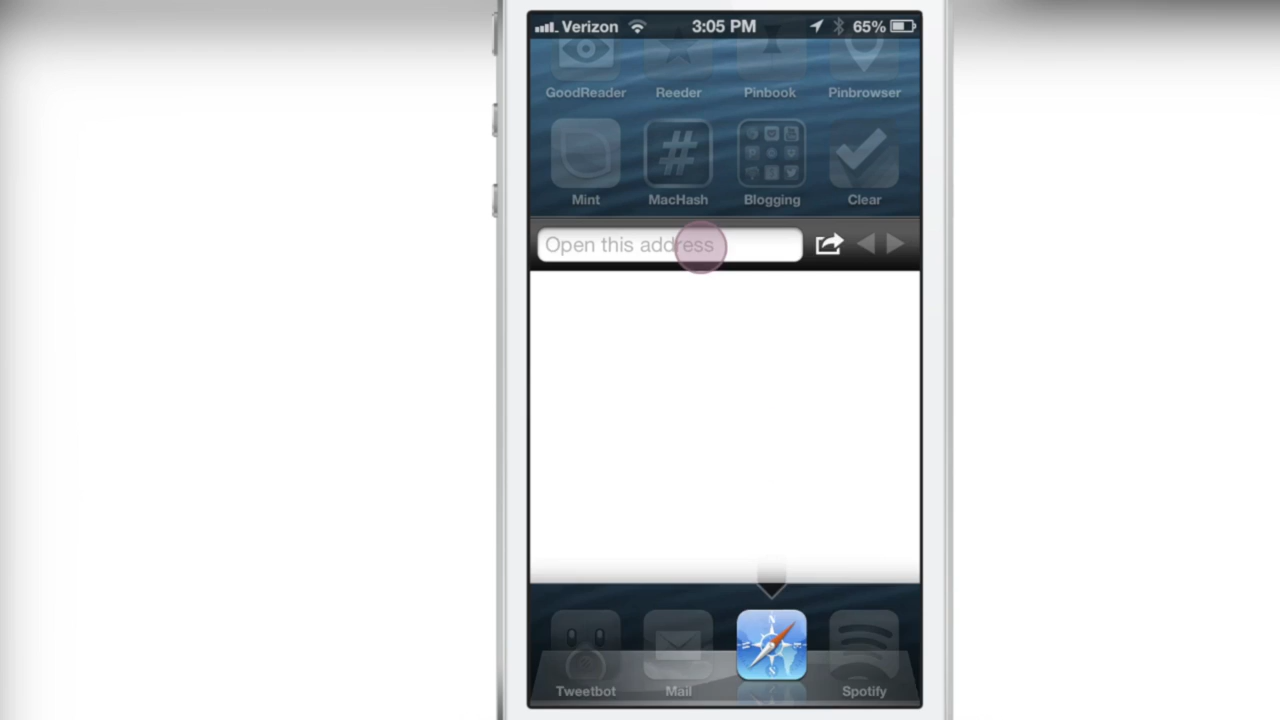 Verizon 3:05 PM 65%
GoodReader Reeder Pinbook Pinbrowser
#
Mint MacHash Blogging Clear
Open this address
N
S
Tweetbot Mail Spotify